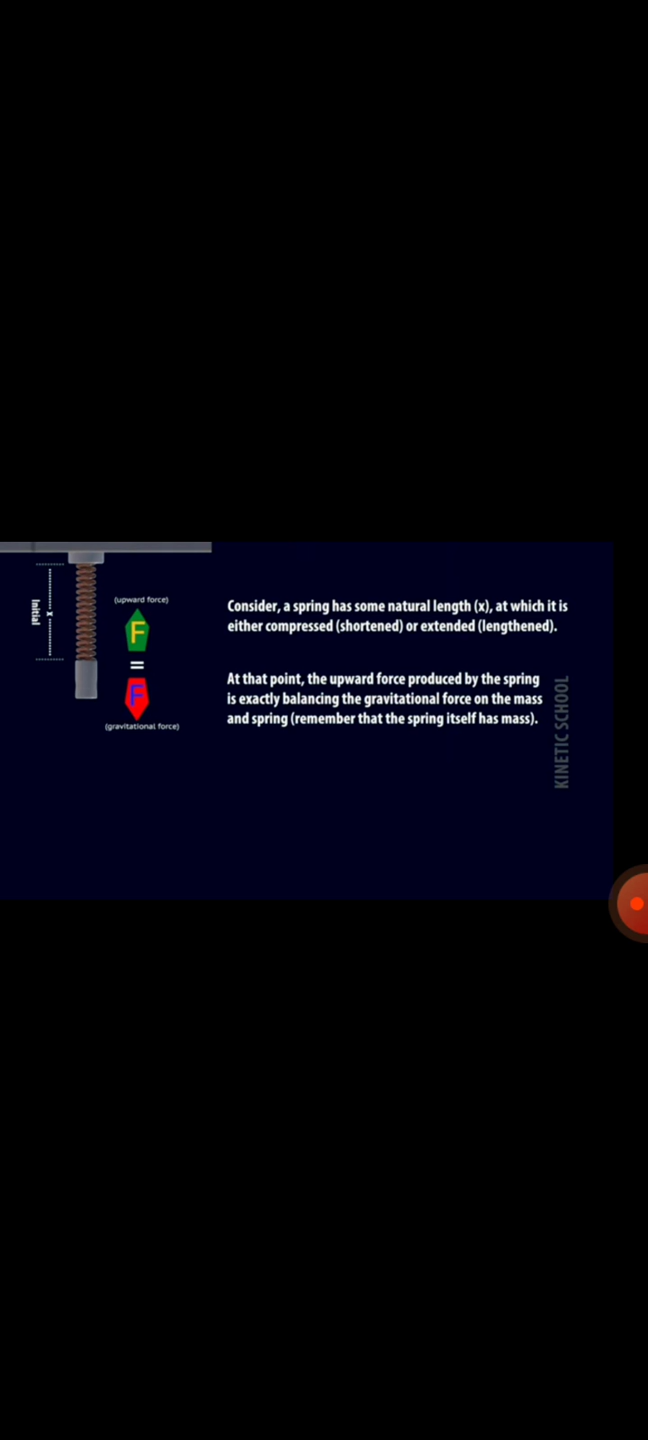 Initial
x
(upward force)
F
=
F
(gravitational force)
Consider, a spring has some natural length (x), at which it is
either compressed (shortened) or extended (lengthened).
At that point, the upward force produced by the spring
is exactly balancing the gravitational force on the mass
and spring (remember that the spring itself has mass).
KINETIC SCHOOL